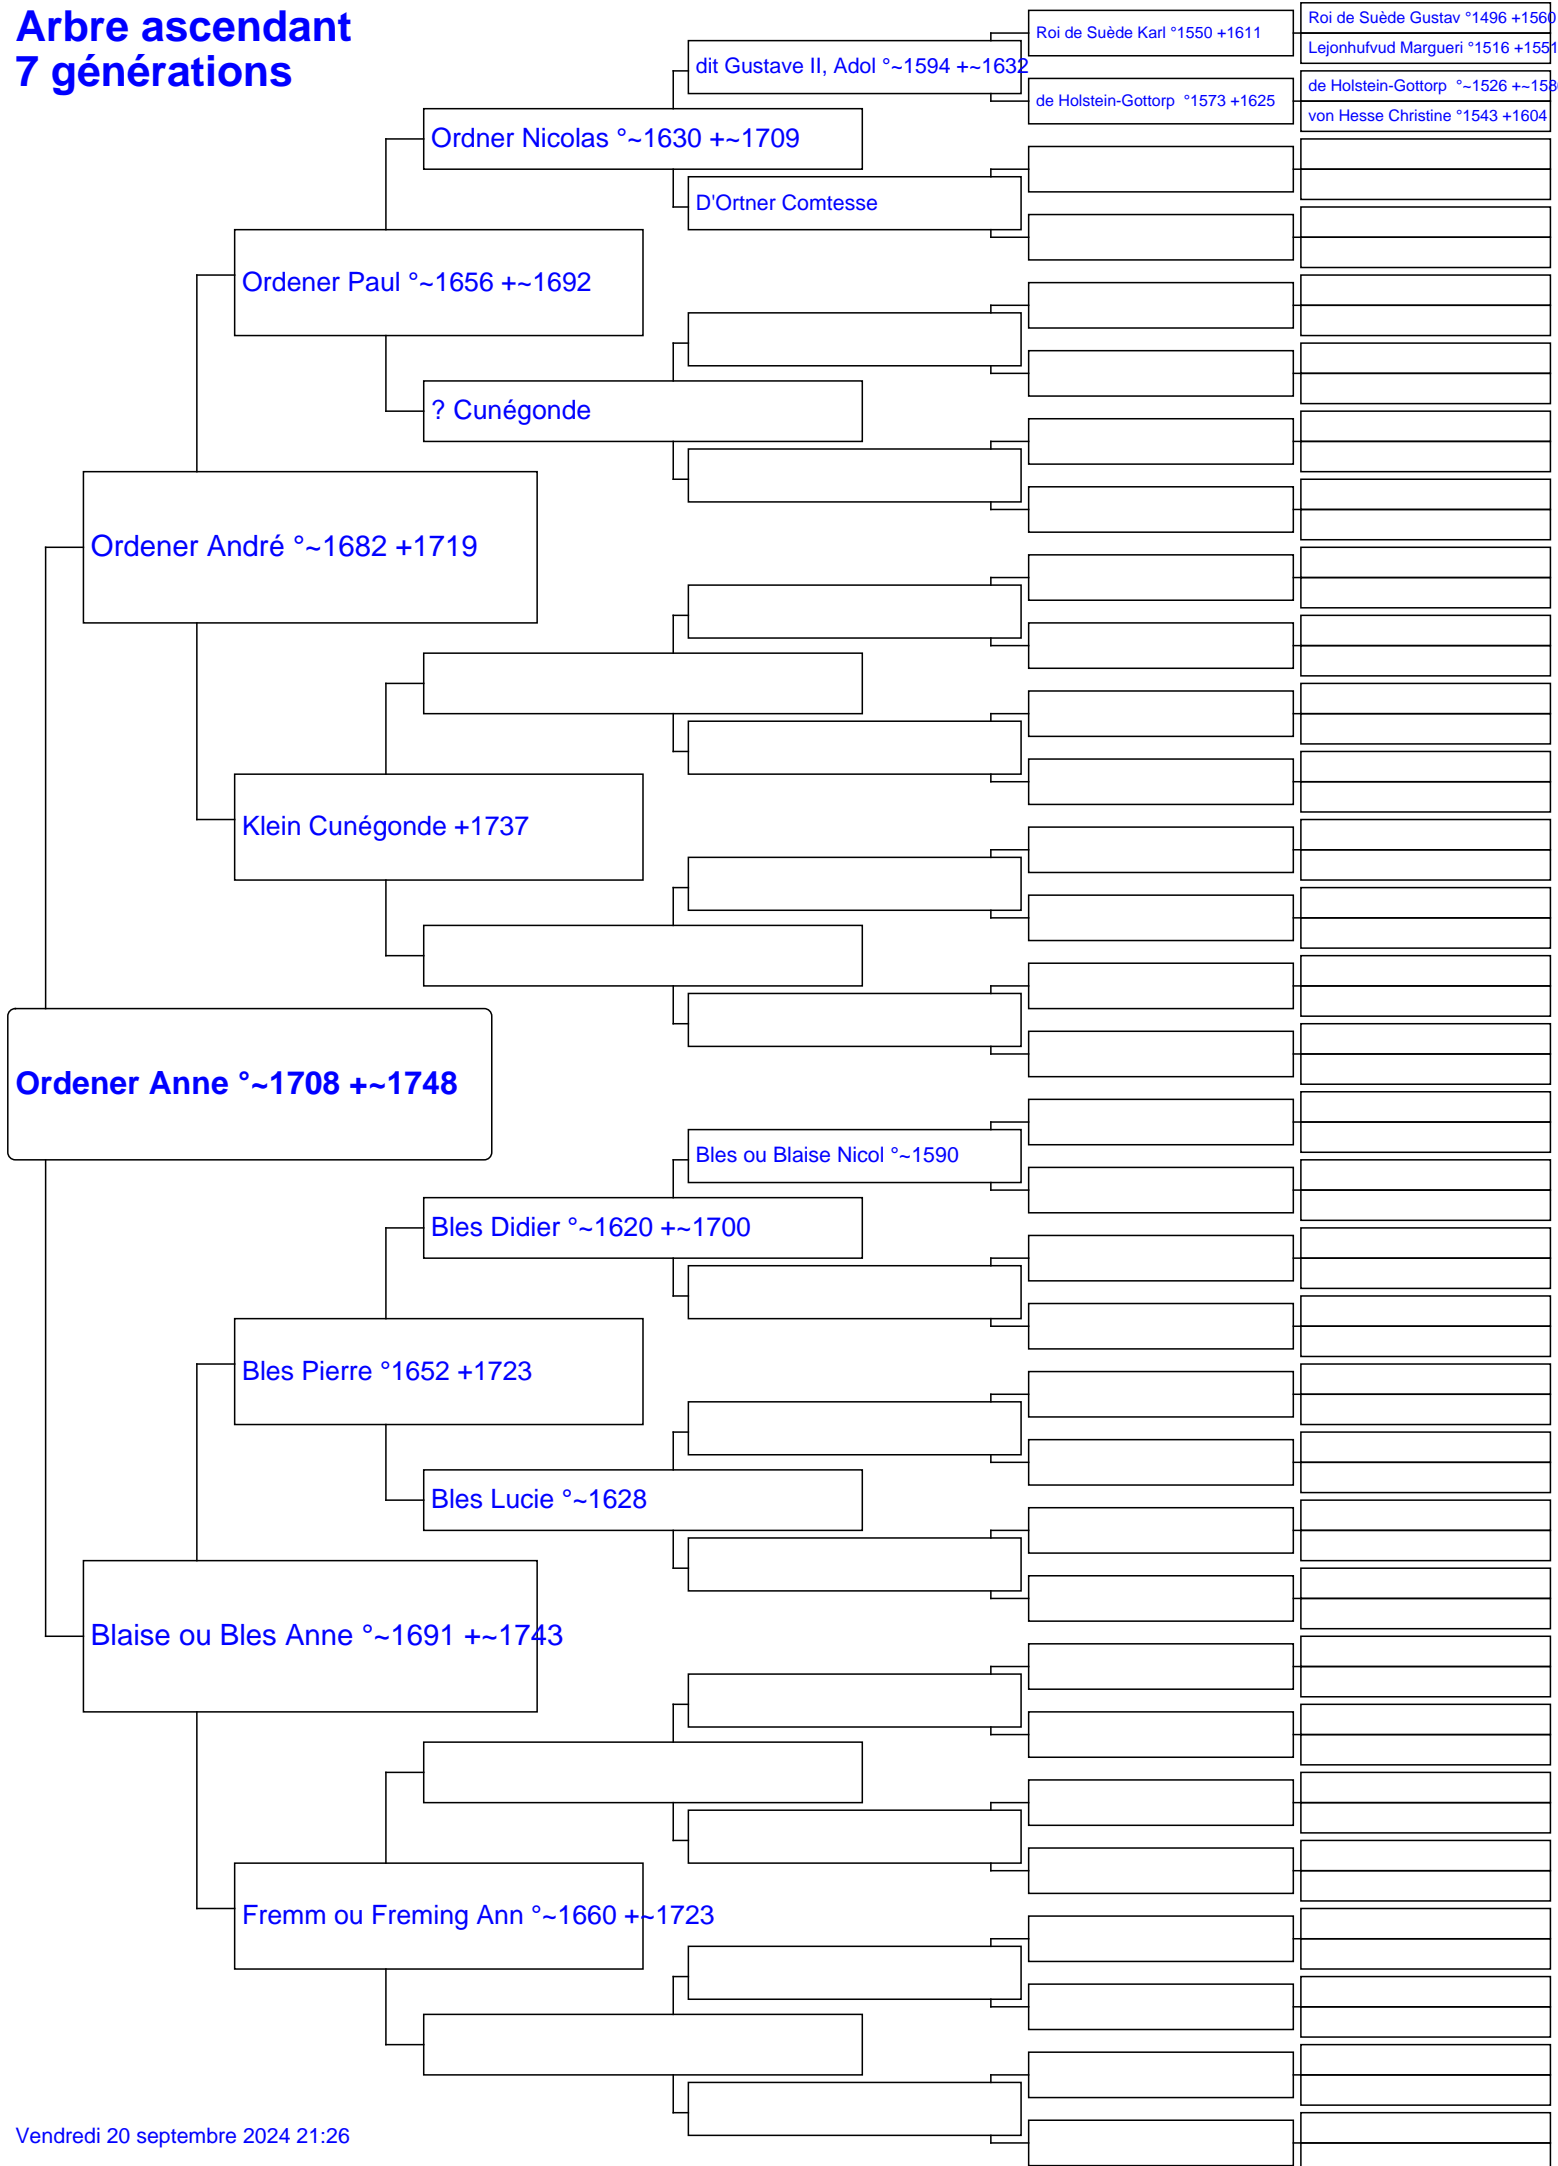 Arbre ascendant
7 générations
Roi de Suède Gustav °1496 +1560
Roi de Suède Karl °1550 +1611
Lejonhufvud Margueri °1516 +1551
dit Gustave II, Adol °~1594 +~1632
de Holstein-Gottorp °~1526 +~158
de Holstein-Gottorp °1573 +1625
von Hesse Christine °1543 +1604
Ordner Nicolas °~1630 +~1709
D'Ortner Comtesse
Ordener Paul °~1656 +~1692
? Cunégonde
Ordener André °~1682 +1719
Klein Cunégonde +1737
Ordener Anne °~1708 +~1748
Bles ou Blaise Nicol °~1590
Bles Didier °~1620 +~1700
Bles Pierre °1652 +1723
Bles Lucie °~1628
Blaise ou Bles Anne °~1691 +~1743
Fremm ou Freming Ann °~1660 +~1723
Vendredi 20 septembre 2024 21:26